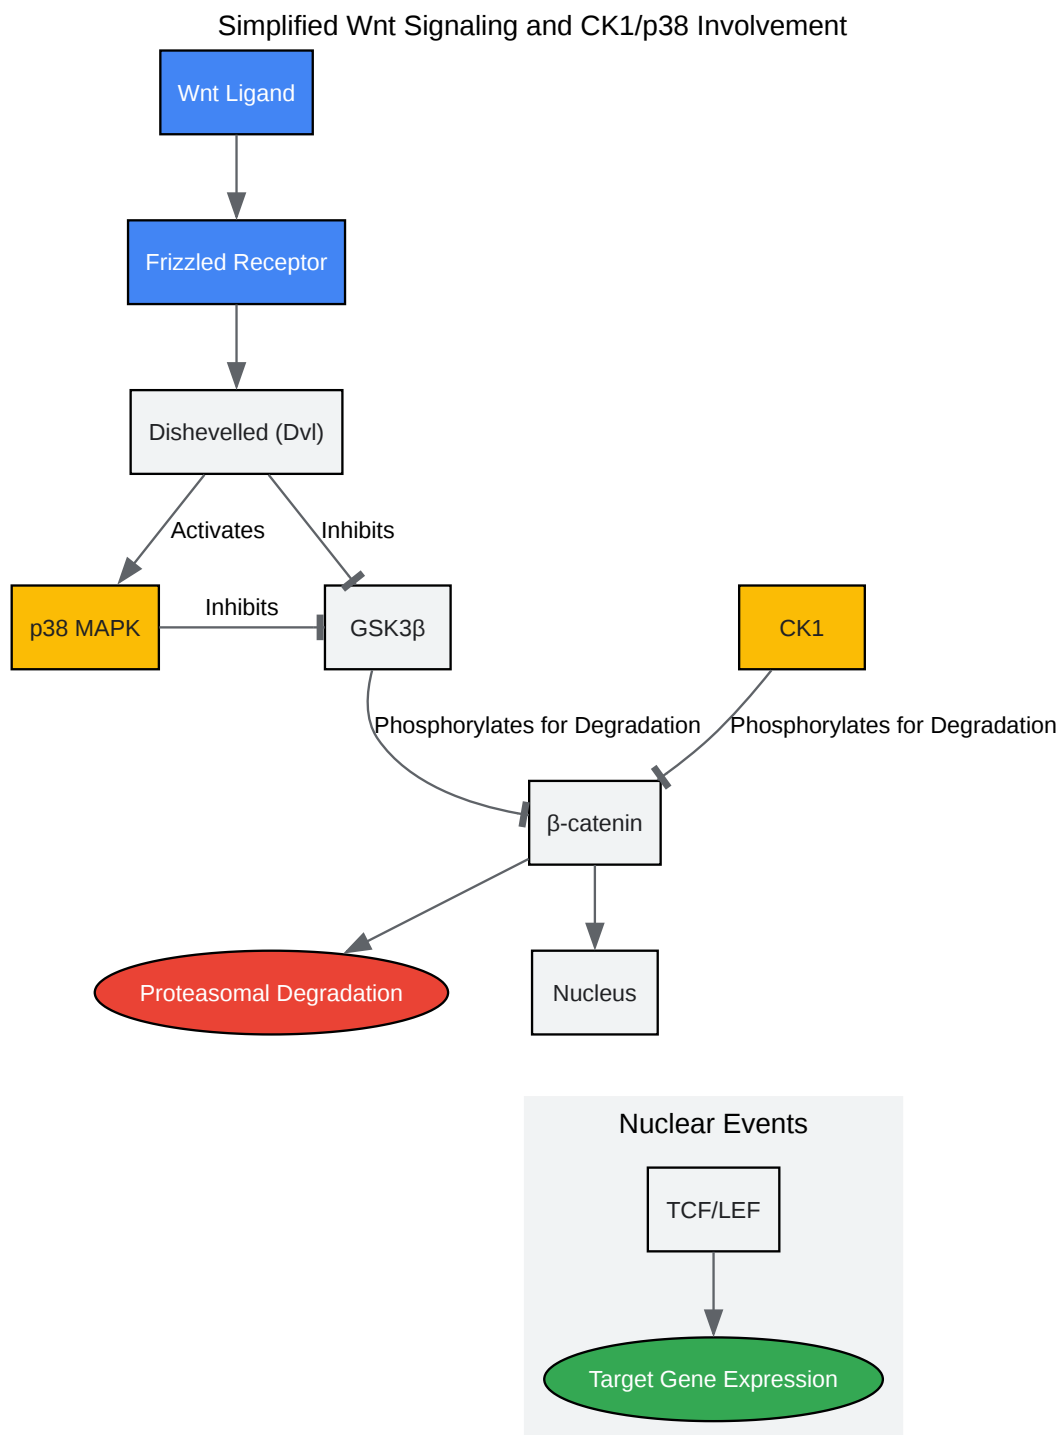 Simplified Wnt Signaling and CK1/p38 Involvement
Wnt Ligand
Frizzled Receptor
Dishevelled (Dvl)
Activates
Inhibits
Inhibits
p38 MAPK
GSK3β
CK1
Phosphorylates for Degradation
Phosphorylates for Degradation
β-catenin
Proteasomal Degradation
Nucleus
Nuclear Events
TCF/LEF
Target Gene Expression